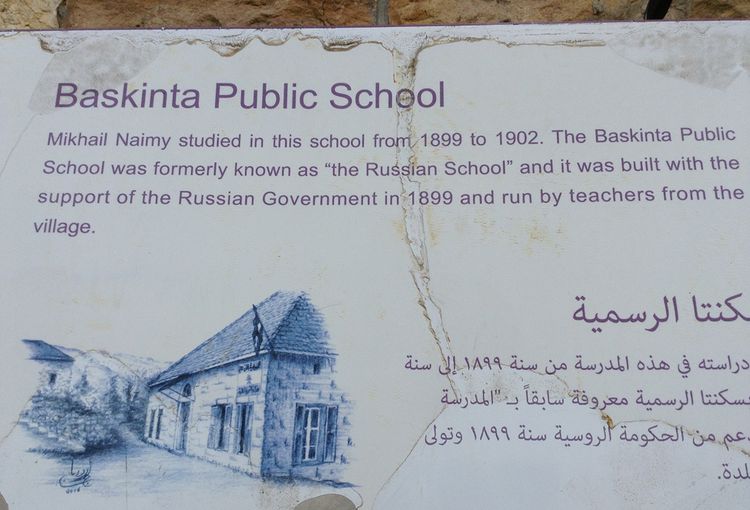 Baskinta Public School
Mikhail Naimy studied in this school from 1899 to 1902. The Baskinta Public
School was formerly known as “the Russian School” and it was built with the
support of the Russian Government in 1899 and run by teachers from the
village.
سكنتا الرسمية
دراسته في هذه المدرسة من سنة ١٨٩٩ إلى سنة
بسكنتا الرسمية معروفة سابقاً بـ "المدرسة
دعم من الحكومة الروسية سنة ١٨٩٩ وتولى
لدة.